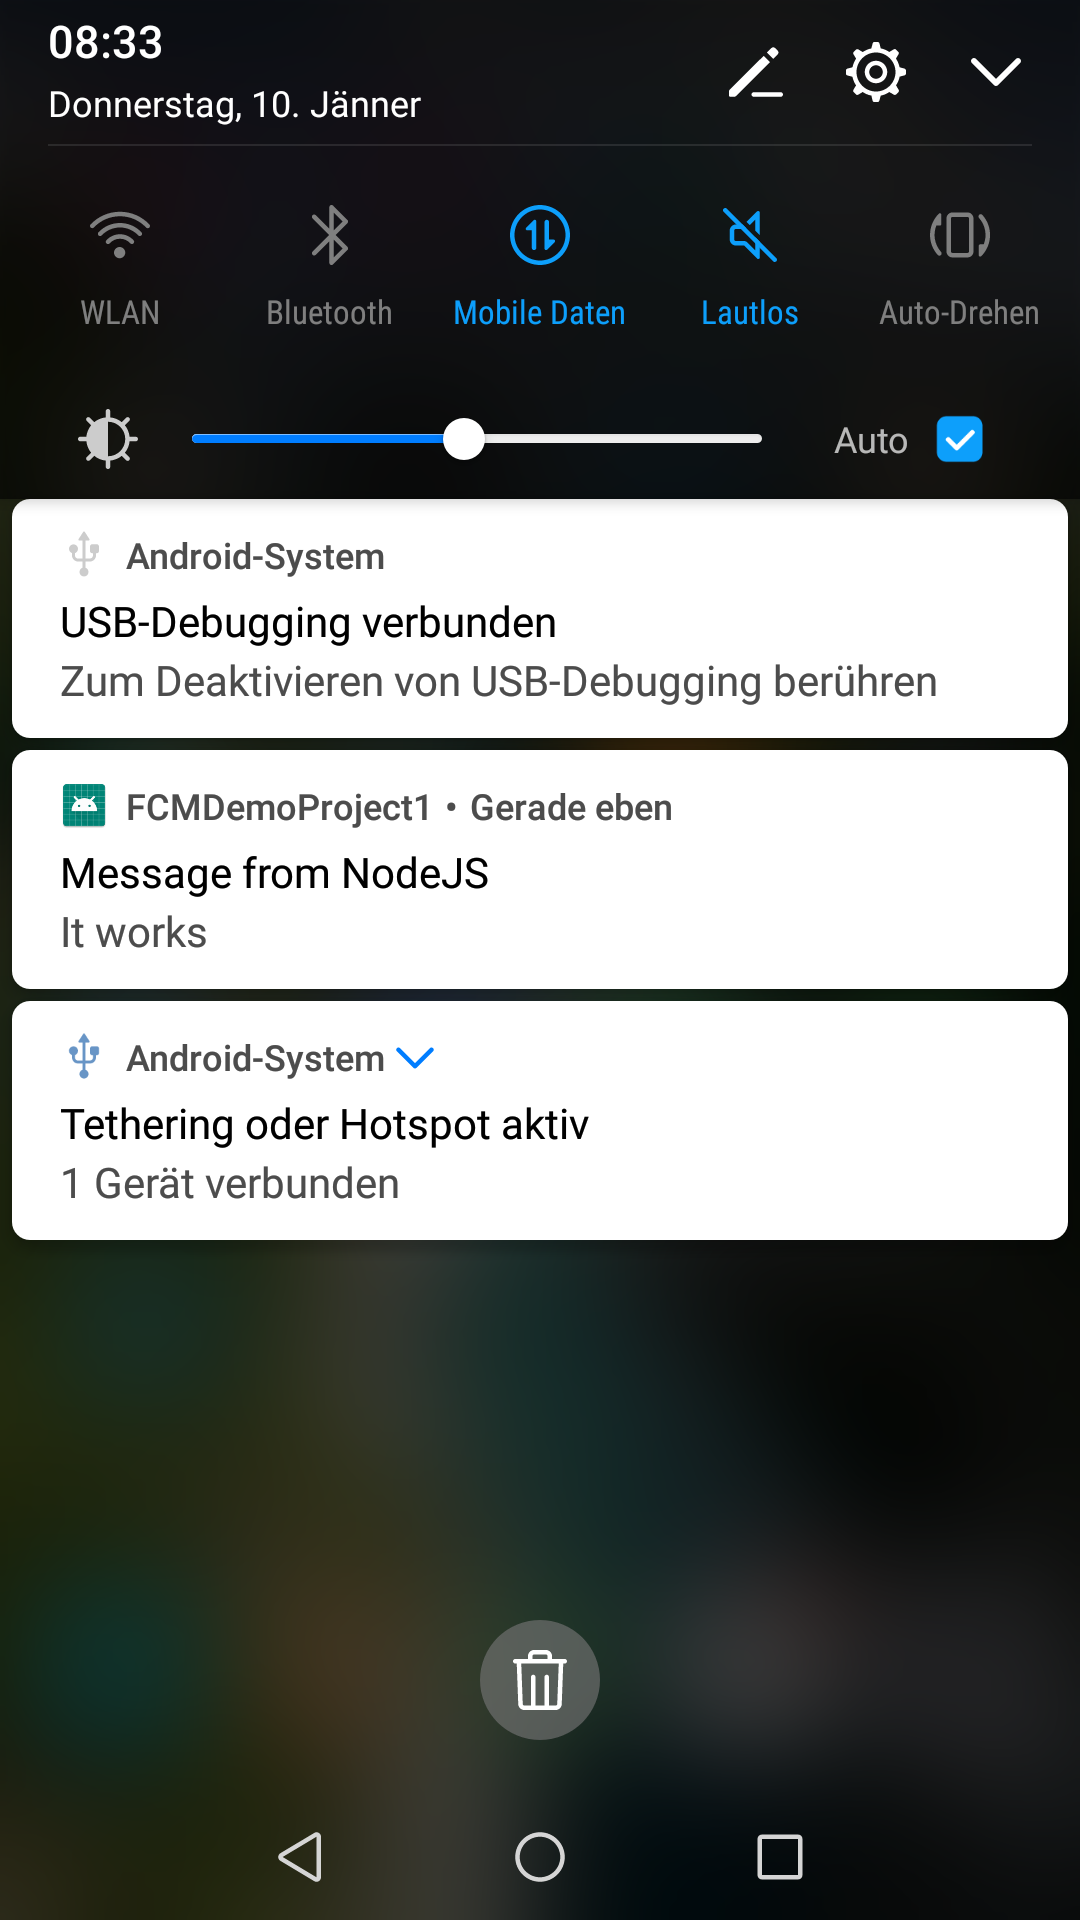 08:33
Donnerstag, 10. Jänner
WLAN
Bluetooth
Mobile Daten
Lautlos
Auto-Drehen
Auto
Android-System
USB-Debugging verbunden
Zum Deaktivieren von USB-Debugging berühren
FCMDemoProject1 • Gerade eben
Message from NodeJS
It works
Android-System
Tethering oder Hotspot aktiv
1 Gerät verbunden